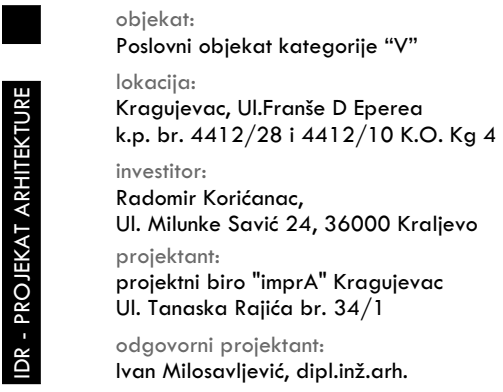 IDR - PROJEKAT ARHITEKTURE
objekat:
Poslovni objekat kategorije “V”
lokacija:
Kragujevac, Ul.Franše D Eperea
k.p. br. 4412/28 i 4412/10 K.O. Kg 4
investitor:
Radomir Korićanac,
Ul. Milunke Savić 24, 36000 Kraljevo
projektant:
projektni biro "imprA" Kragujevac
Ul. Tanaska Rajića br. 34/1
odgovorni projektant:
Ivan Milosavljević, dipl.inž.arh.